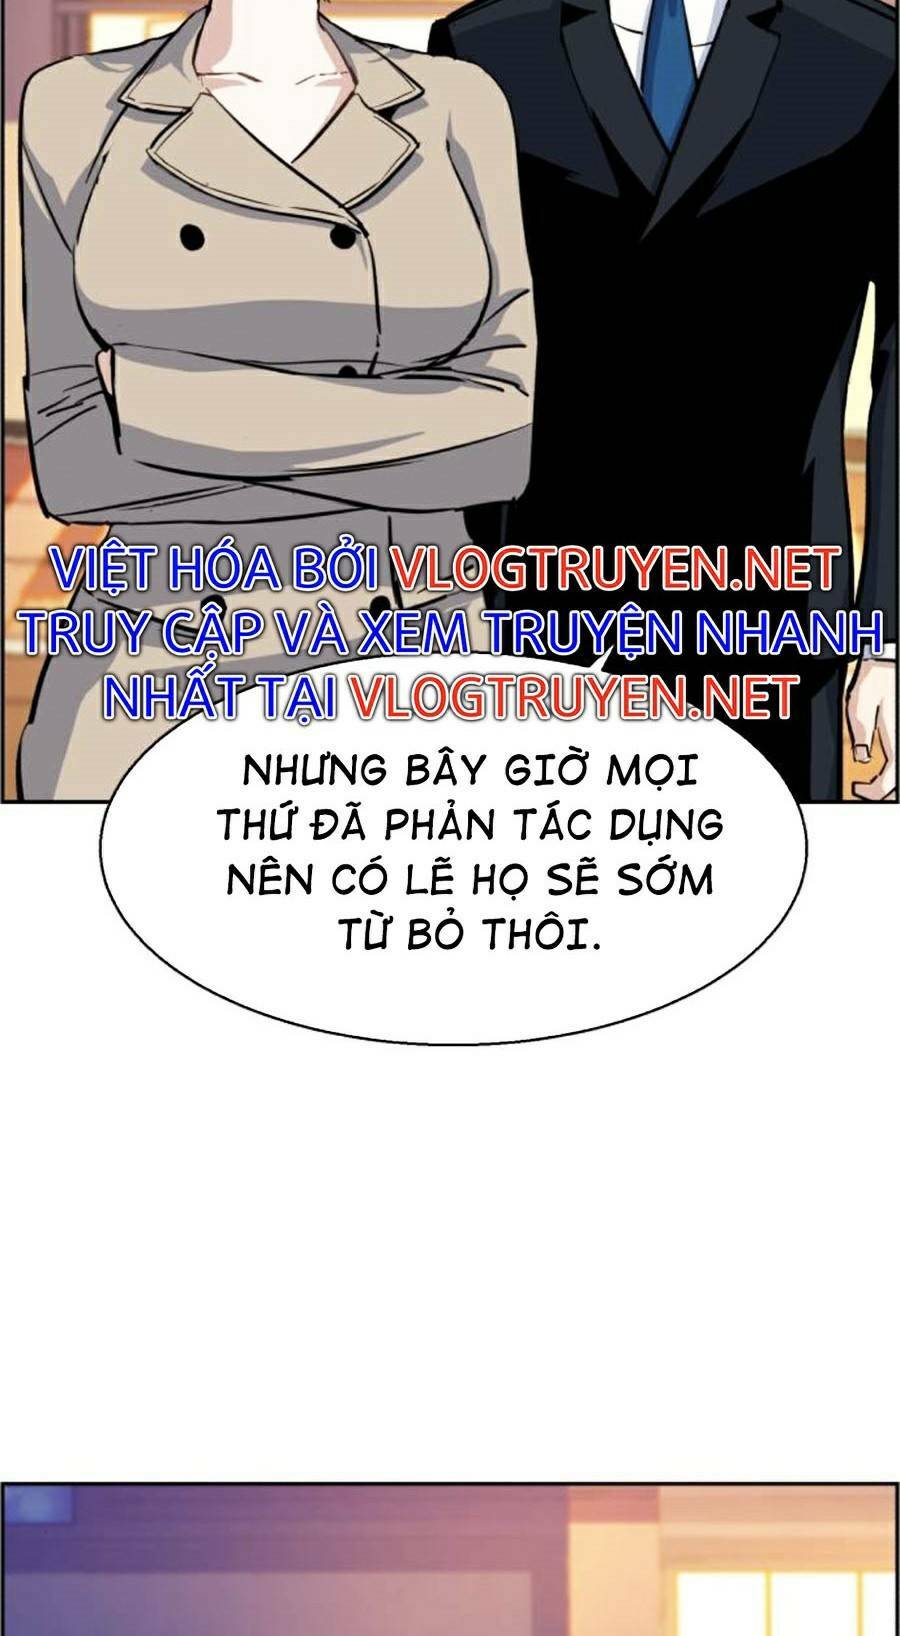 VIỆT HÓA BỞI VLOGTRUYEN.NET
TRUY CẬP VÀ XEM TRUYỆN NHANH
NHẤT TẠI VLOGTRUYEN.NET
NHƯNG BÂY GIỜ MỌI
THỨ ĐÃ PHẢN TÁC DỤNG
NÊN CÓ LẼ HỌ SẼ SỚM
TỪ BỎ THÔI.